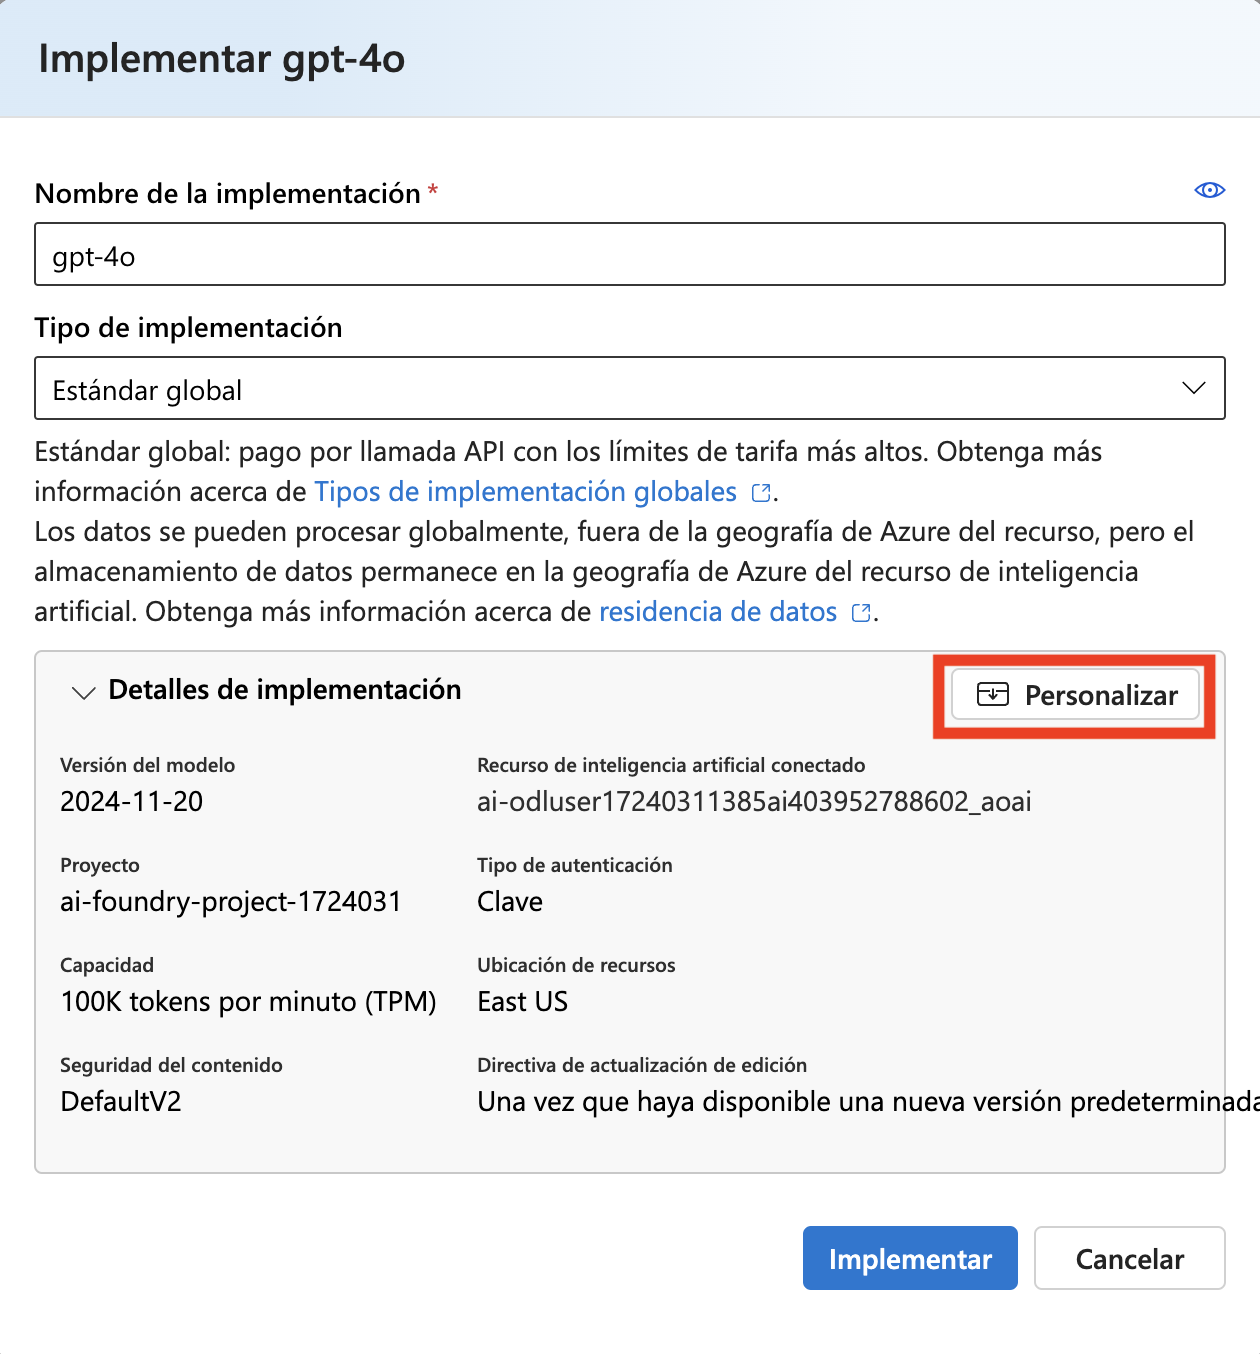 Implementar gpt-4o
Nombre de la implementación *
gpt-4o
Tipo de implementación
Estándar global
Estándar global: pago por llamada API con los límites de tarifa más altos. Obtenga más
información acerca de Tipos de implementación globales .
Los datos se pueden procesar globalmente, fuera de la geografía de Azure del recurso, pero el
almacenamiento de datos permanece en la geografía de Azure del recurso de inteligencia
artificial. Obtenga más información acerca de residencia de datos .
Detalles de implementación
Personalizar
Versión del modelo
2024-11-20
Recurso de inteligencia artificial conectado
ai-odluser17240311385ai403952788602_aoai
Proyecto
ai-foundry-project-1724031
Tipo de autenticación
Clave
Capacidad
100K tokens por minuto (TPM)
Ubicación de recursos
East US
Seguridad del contenido
DefaultV2
Directiva de actualización de edición
Una vez que haya disponible una nueva versión predeterminada
Implementar
Cancelar